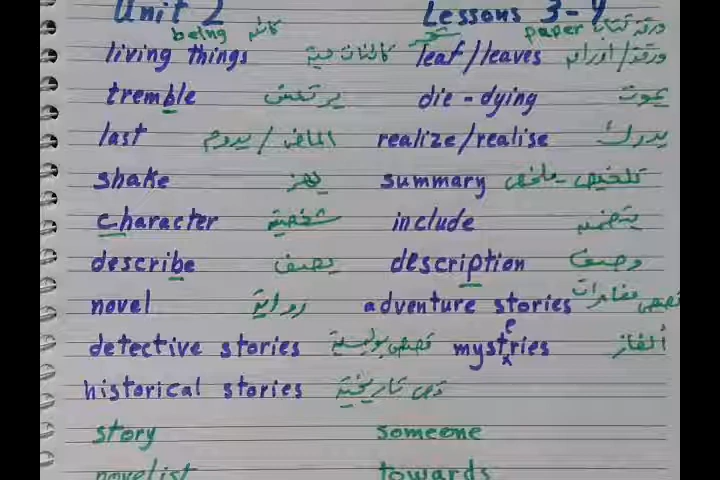 Unit 2 Lessons 3-4
being كائن paper ورقة كتاب
living things كائنات حية leaf/leaves ورقة/أوراق
tremble يرتعش die - dying يموت
last الماضي/يدوم realize/realise يدرك
shake يهز summary تلخيص - ملخص
character شخصية include يتضمن
describe يصف description وصف
novel رواية adventure stories قصص مغامرات
detective stories قصص بوليسية mystries e x ألغاز
historical stories قصص تاريخية
story someone
novelist towards